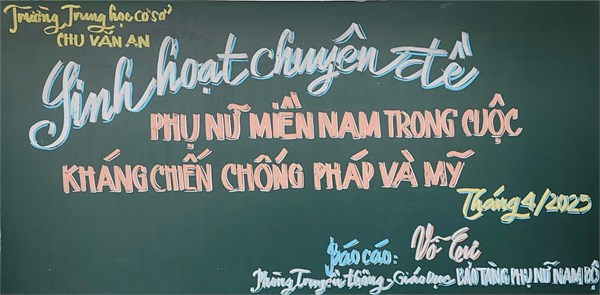 Trường Trung học cơ sở
CHU VĂN AN
Sinh hoạt chuyên đề
PHỤ NỮ MIỀN NAM TRONG CUỘC
KHÁNG CHIẾN CHỐNG PHÁP VÀ MỸ
Tháng 4/2025
Báo cáo: Võ
Phòng Truyền thông - Giáo dục BẢO TÀNG PHỤ NỮ NAM BỘ